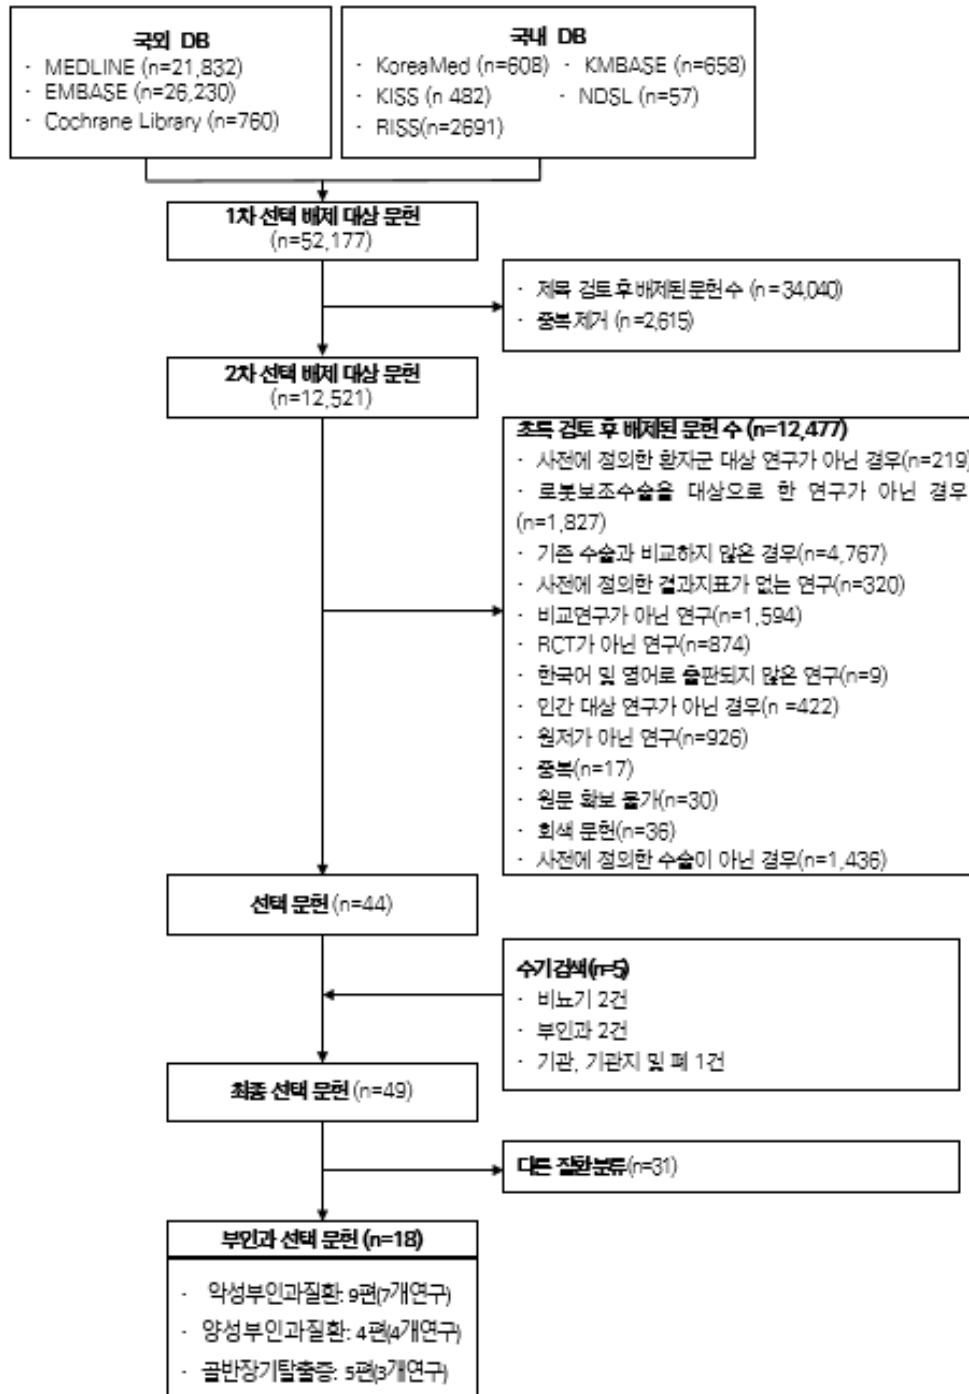 국외 DB
· MEDLINE (n=21,832)
· EMBASE (n=26,230)
· Cochrane Library (n=760)
국내 DB
· KoreaMed (n=608) · KMBASE (n=658)
· KISS (n 482) · NDSL (n=57)
· RISS(n=2691)
1차 선택 배제 대상 문헌
(n=52,177)
· 제목 검토 후 배제된 문헌 수 (n =34,040)
· 중복 제거 (n =2,615)
2차 선택 배제 대상 문헌
(n=12,521)
초록 검토 후 배제된 문헌 수 (n=12,477)
· 사전에 정의한 환자군 대상 연구가 아닌 경우(n=219)
· 로봇보조수술을 대상으로 한 연구가 아닌 경우
(n=1,827)
· 기존 수술과 비교하지 않은 경우(n=4,767)
· 사전에 정의한 결과지표가 없는 연구(n=320)
· 비교연구가 아닌 연구(n=1,594)
· RCT가 아닌 연구(n=874)
· 한국어 및 영어로 출판되지 않은 연구(n=9)
· 인간 대상 연구가 아닌 경우(n =422)
· 원저가 아닌 연구(n=926)
· 중복(n=17)
· 원문 확보 불가(n=30)
· 회색 문헌(n=36)
· 사전에 정의한 수술이 아닌 경우(n=1,436)
선택 문헌 (n=44)
수기검색(n=5)
· 비뇨기 2건
· 부인과 2건
· 기관, 기관지 및 폐 1건
최종 선택 문헌 (n=49)
다른 질환 분류(n=31)
부인과 선택 문헌 (n=18)
· 악성부인과질환: 9편(7개연구)
· 양성부인과질환: 4편(4개연구)
· 골반장기탈출증: 5편(3개연구)